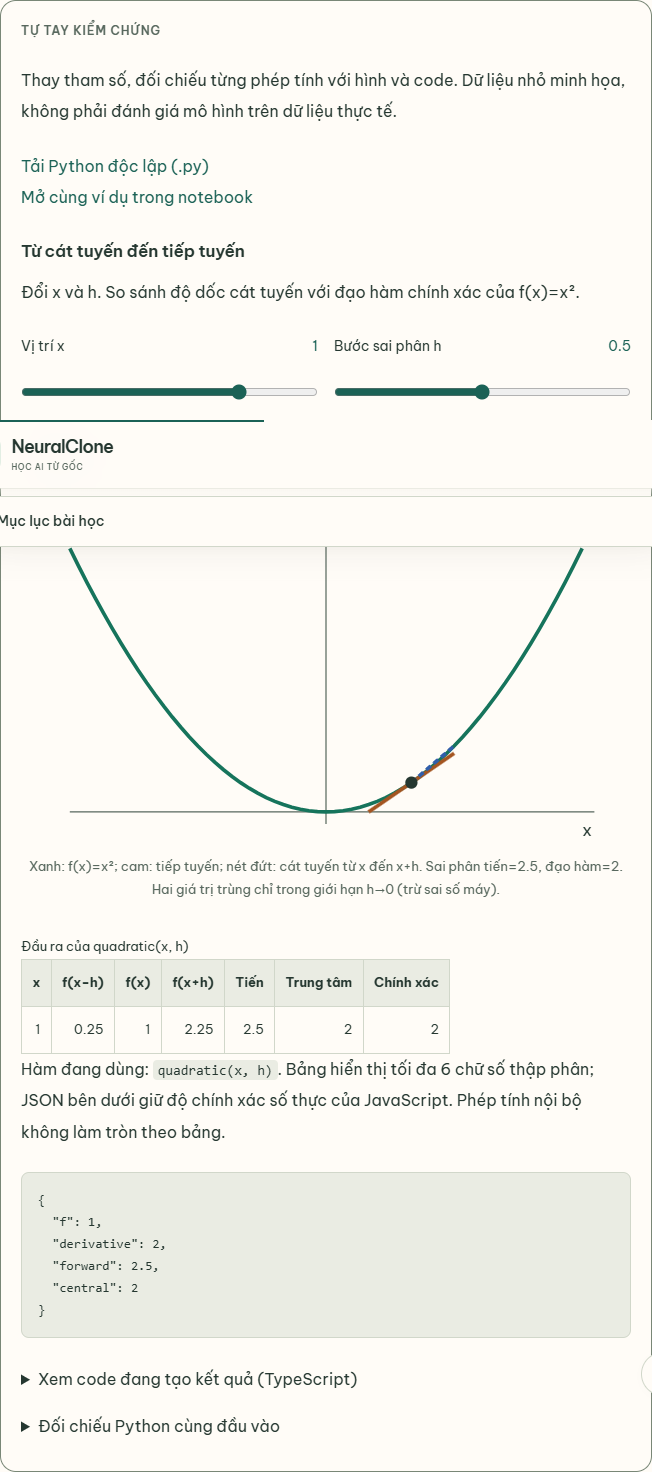 TỰ TAY KIỂM CHỨNG
Thay tham số, đối chiếu từng phép tính với hình và code. Dữ liệu nhỏ minh họa,
không phải đánh giá mô hình trên dữ liệu thực tế.
Tải Python độc lập (.py)
Mở cùng ví dụ trong notebook
Từ cát tuyến đến tiếp tuyến
Đổi x và h. So sánh độ dốc cát tuyến với đạo hàm chính xác của f(x)=x².
Vị trí x 1 Bước sai phân h 0.5
NeuralClone
HỌC AI TỪ GỐC
Mục lục bài học
x
Xanh: f(x)=x²; cam: tiếp tuyến; nét đứt: cát tuyến từ x đến x+h. Sai phân tiến=2.5, đạo hàm=2.
Hai giá trị trùng chỉ trong giới hạn h→0 (trừ sai số máy).
Đầu ra của quadratic(x, h)
x f(x−h) f(x) f(x+h) Tiến Trung tâm Chính xác
1 0.25 1 2.25 2.5 2 2
Hàm đang dùng: quadratic(x, h). Bảng hiển thị tối đa 6 chữ số thập phân;
JSON bên dưới giữ độ chính xác số thực của JavaScript. Phép tính nội bộ
không làm tròn theo bảng.
{
"f": 1,
"derivative": 2,
"forward": 2.5,
"central": 2
}
Xem code đang tạo kết quả (TypeScript)
Đối chiếu Python cùng đầu vào